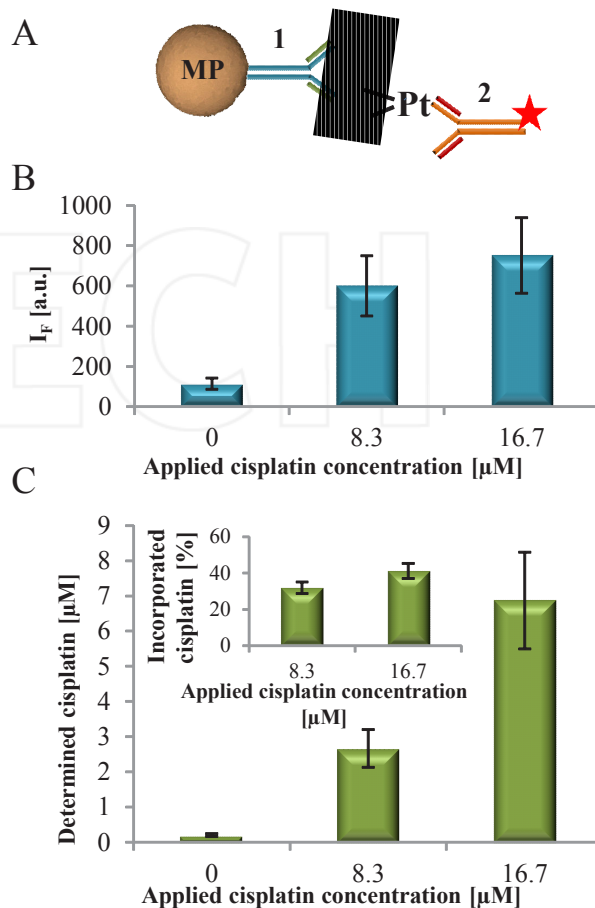 A
1
MP
Pt
2
B
1000
800
600
400
200
0
I_F [a.u.]
0 8.3 16.7
Applied cisplatin concentration [µM]
ECH
C
9
8
7
6
5
4
3
2
1
0
Determined cisplatin [µM]
60
40
20
0
Incorporated
cisplatin [%]
8.3 16.7
Applied cisplatin concentration
[µM]
0 8.3 16.7
Applied cisplatin concentration [µM]